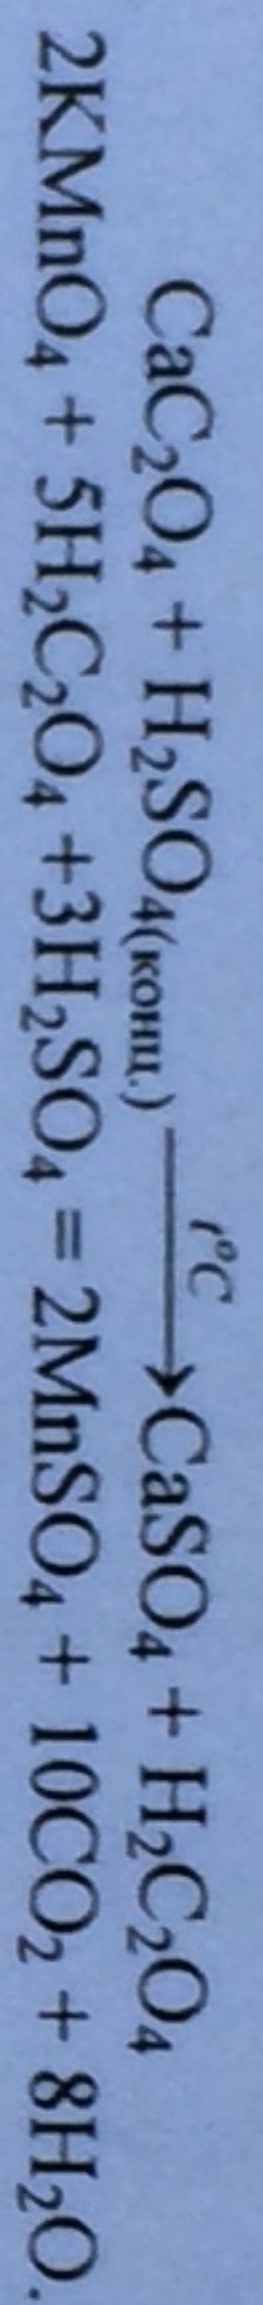 t°C
CaC₂O₄ + H₂SO₄(конц.) ⟶ CaSO₄ + H₂C₂O₄
2KMnO₄ + 5H₂C₂O₄ +3H₂SO₄ = 2MnSO₄ + 10CO₂ + 8H₂O.